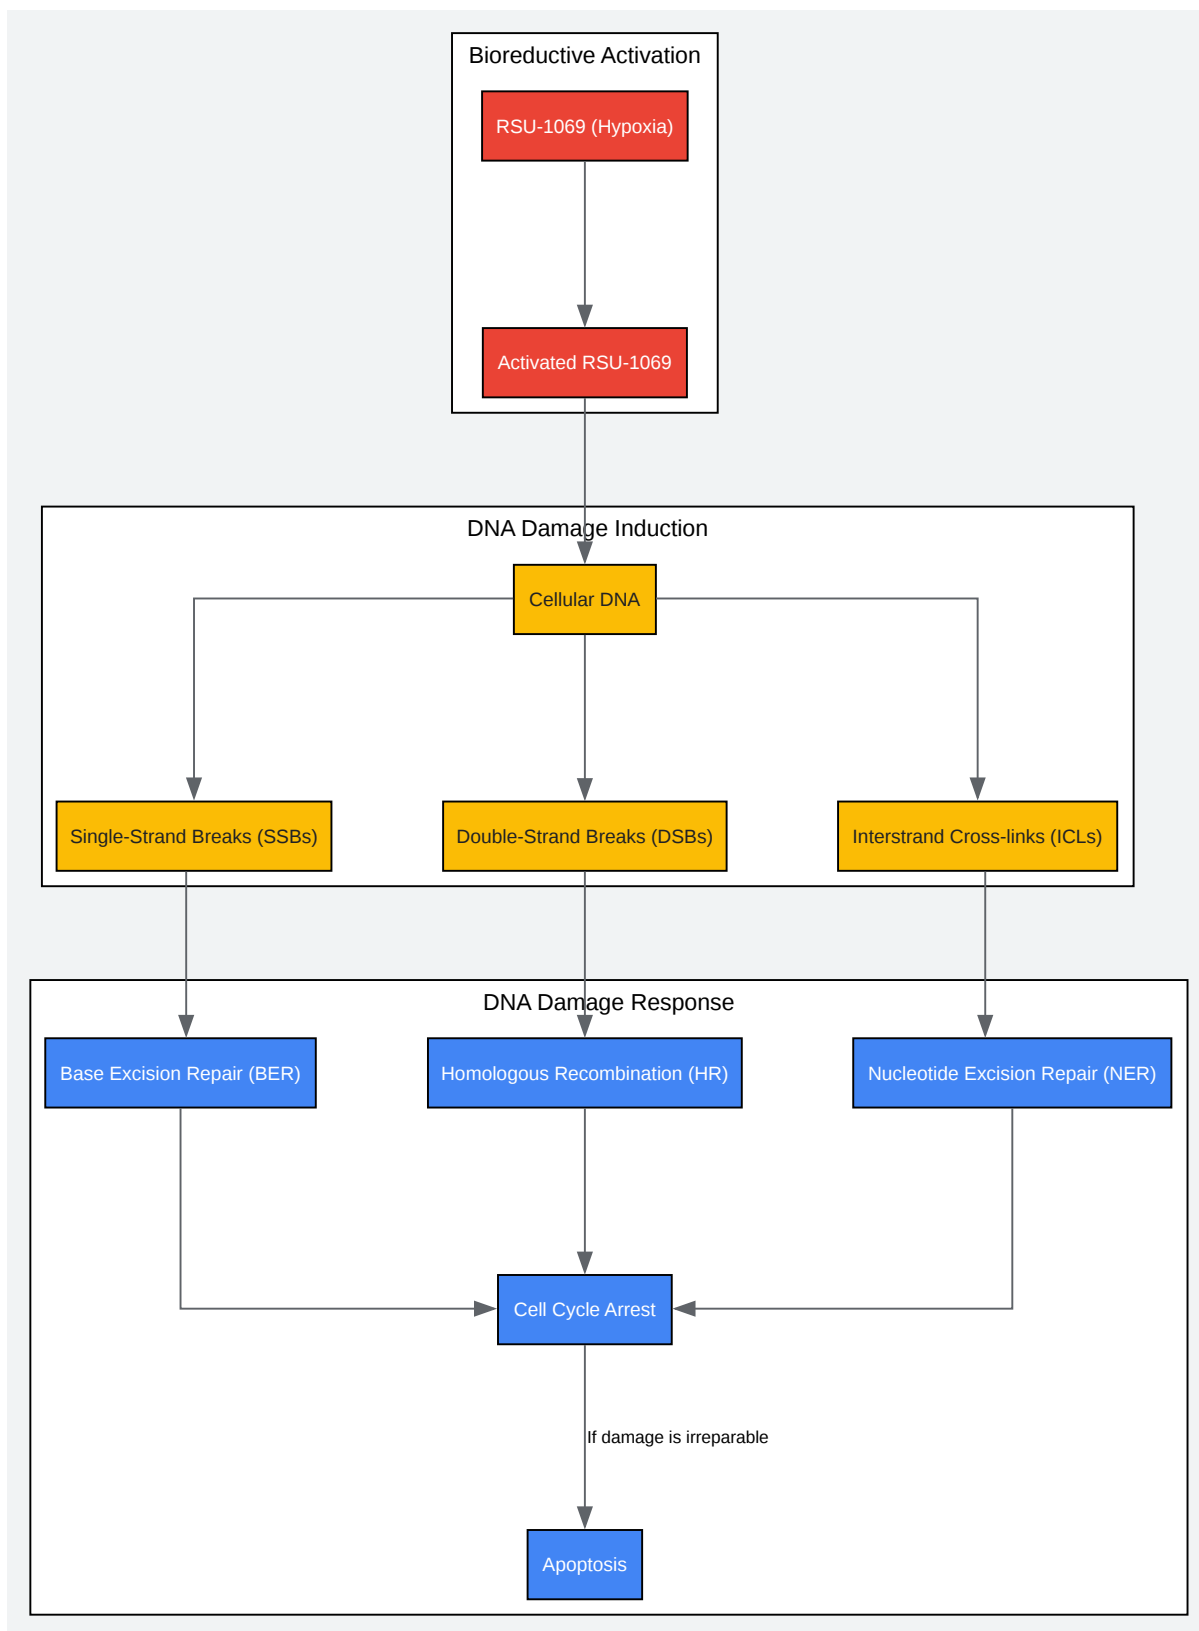 Bioreductive Activation
RSU-1069 (Hypoxia)
Activated RSU-1069
DNA Damage Induction
Cellular DNA
Single-Strand Breaks (SSBs)
Double-Strand Breaks (DSBs)
Interstrand Cross-links (ICLs)
DNA Damage Response
Base Excision Repair (BER)
Homologous Recombination (HR)
Nucleotide Excision Repair (NER)
Cell Cycle Arrest
If damage is irreparable
Apoptosis